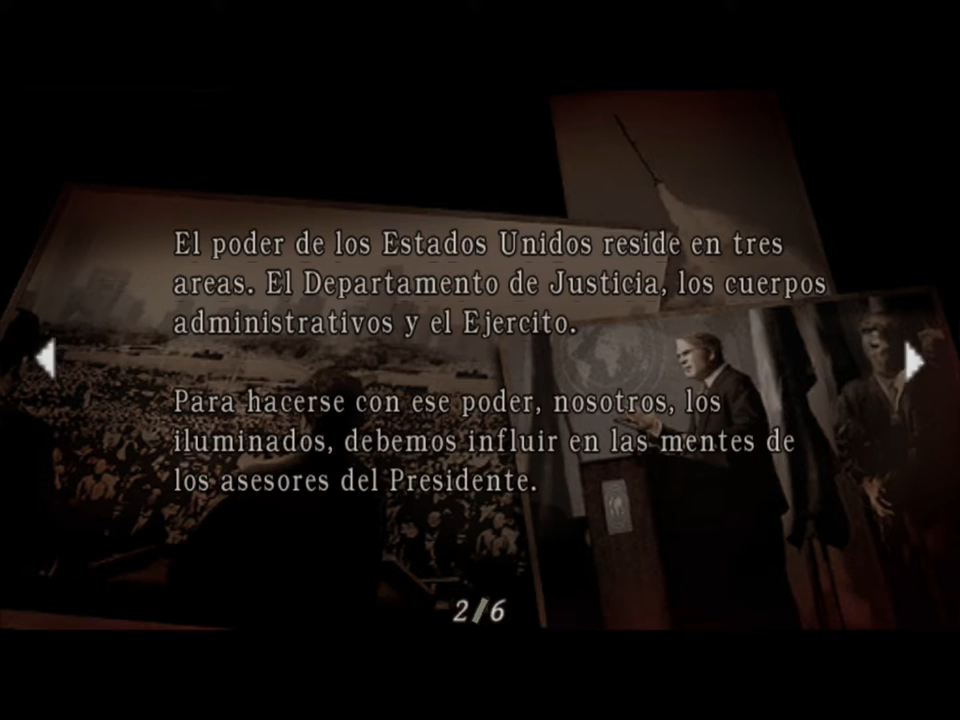 El poder de los Estados Unidos reside en tres
areas. El Departamento de Justicia, los cuerpos
administrativos y el Ejercito.
Para hacerse con ese poder, nosotros, los
iluminados, debemos influir en las mentes de
los asesores del Presidente.
2/6